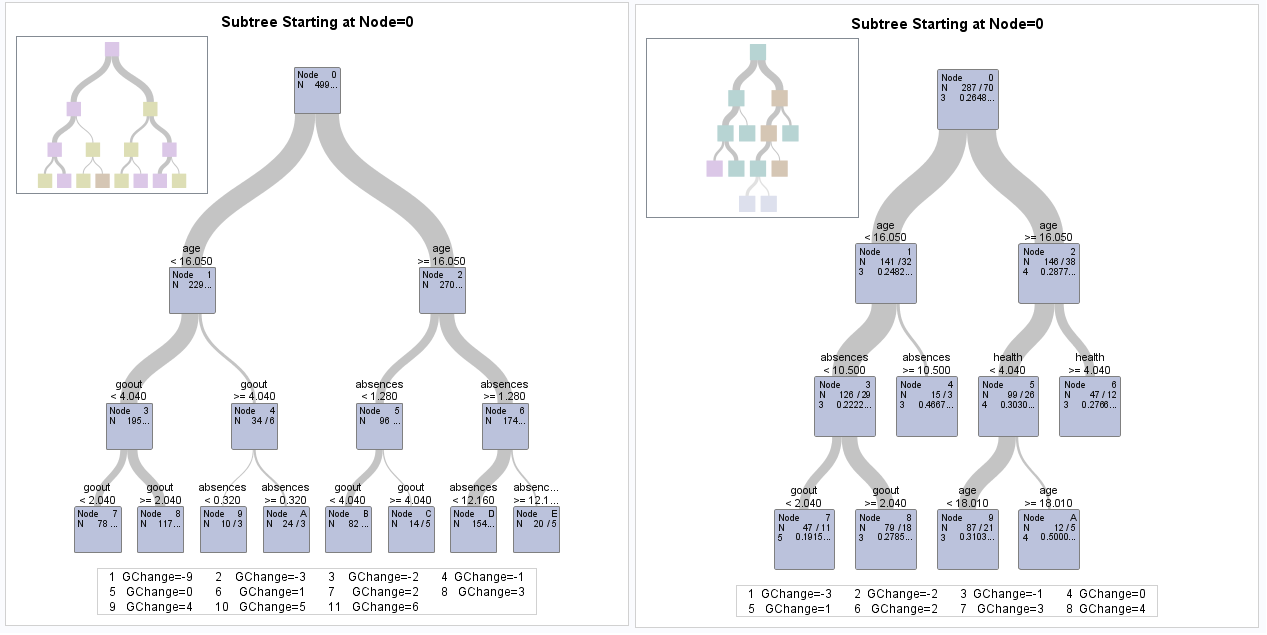 Subtree Starting at Node=0
Node 0
N 499...
age
< 16.050
age
>= 16.050
Node 1
N 229...
Node 2
N 270...
goout
< 4.040
goout
>= 4.040
absences
< 1.280
absences
>= 1.280
Node 3
N 195...
Node 4
N 34 / 6
Node 5
N 96 ...
Node 6
N 174...
goout
< 2.040
goout
>= 2.040
absences
< 0.320
absences
>= 0.320
goout
< 4.040
goout
>= 4.040
absences
< 12.160
absenc...
>= 12.1...
Node 7
N 78 ...
Node 8
N 117...
Node 9
N 10 / 3
Node A
N 24 / 3
Node B
N 82 ...
Node C
N 14 / 5
Node D
N 154...
Node E
N 20 / 5
1 GChange=-9 2 GChange=-3 3 GChange=-2 4 GChange=-1
5 GChange=0 6 GChange=1 7 GChange=2 8 GChange=3
9 GChange=4 10 GChange=5 11 GChange=6
Subtree Starting at Node=0
Node 0
N 287 / 70
3 0.2648...
age
< 16.050
age
>= 16.050
Node 1
N 141 / 32
3 0.2482...
Node 2
N 146 / 38
4 0.2877...
absences
< 10.500
absences
>= 10.500
health
< 4.040
health
>= 4.040
Node 3
N 126 / 29
3 0.2222...
Node 4
N 15 / 3
3 0.4667...
Node 5
N 99 / 26
4 0.3030...
Node 6
N 47 / 12
3 0.2766...
goout
< 2.040
goout
>= 2.040
age
< 18.010
age
>= 18.010
Node 7
N 47 / 11
5 0.1915...
Node 8
N 79 / 18
3 0.2785...
Node 9
N 87 / 21
3 0.3103...
Node A
N 12 / 5
4 0.5000...
1 GChange=-3 2 GChange=-2 3 GChange=-1 4 GChange=0
5 GChange=1 6 GChange=2 7 GChange=3 8 GChange=4